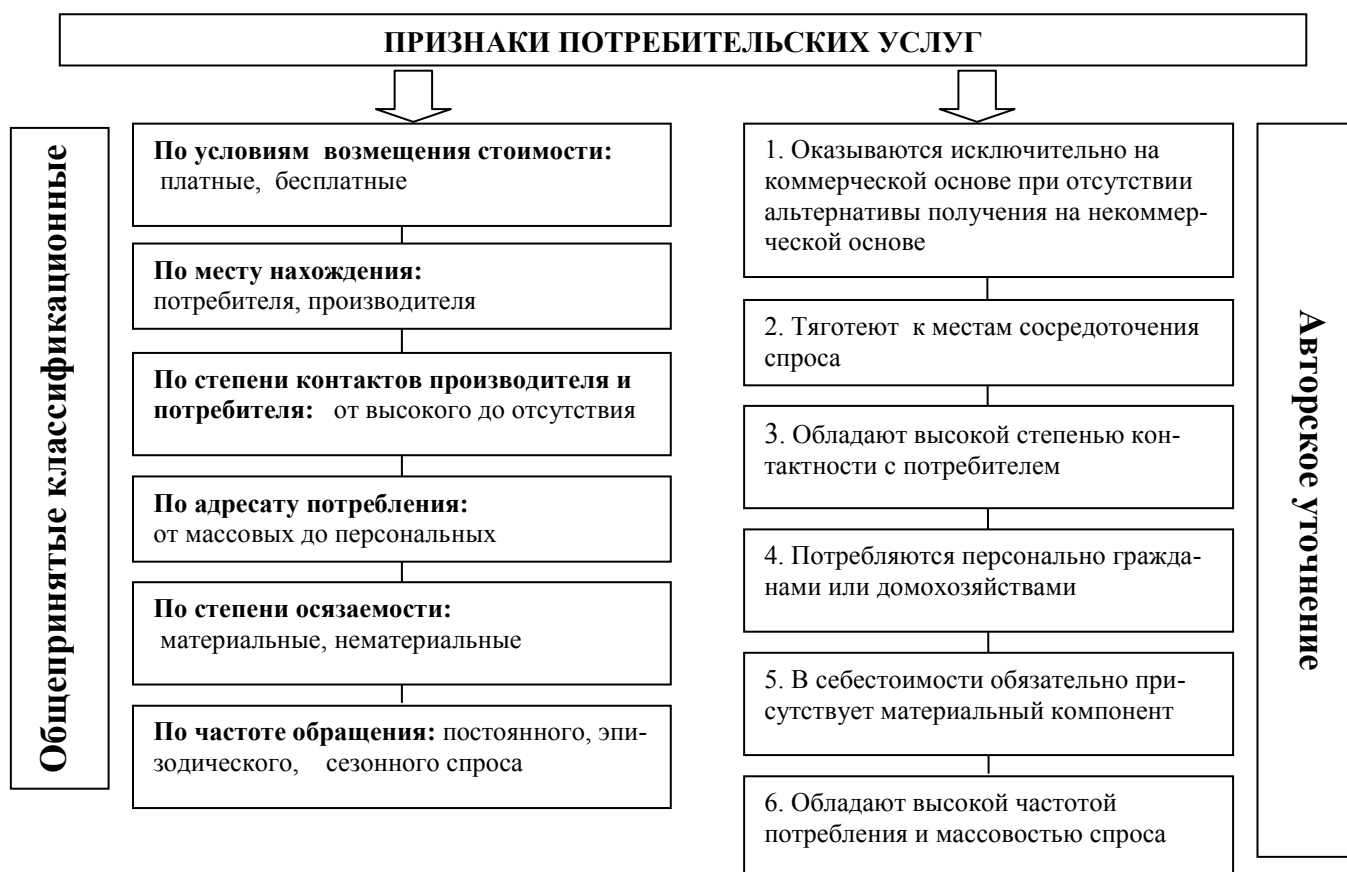 ПРИЗНАКИ ПОТРЕБИТЕЛЬСКИХ УСЛУГ
Общепринятые классификационные
По условиям возмещения стоимости:
платные, бесплатные
По месту нахождения:
потребителя, производителя
По степени контактов производителя и
потребителя: от высокого до отсутствия
По адресату потребления:
от массовых до персональных
По степени осязаемости:
материальные, нематериальные
По частоте обращения: постоянного, эпи-
зодического, сезонного спроса
1. Оказываются исключительно на
коммерческой основе при отсутствии
альтернативы получения на некоммер-
ческой основе
2. Тяготеют к местам сосредоточения
спроса
3. Обладают высокой степенью кон-
тактности с потребителем
4. Потребляются персонально гражда-
нами или домохозяйствами
5. В себестоимости обязательно при-
сутствует материальный компонент
6. Обладают высокой частотой
потребления и массовостью спроса
Авторское уточнение